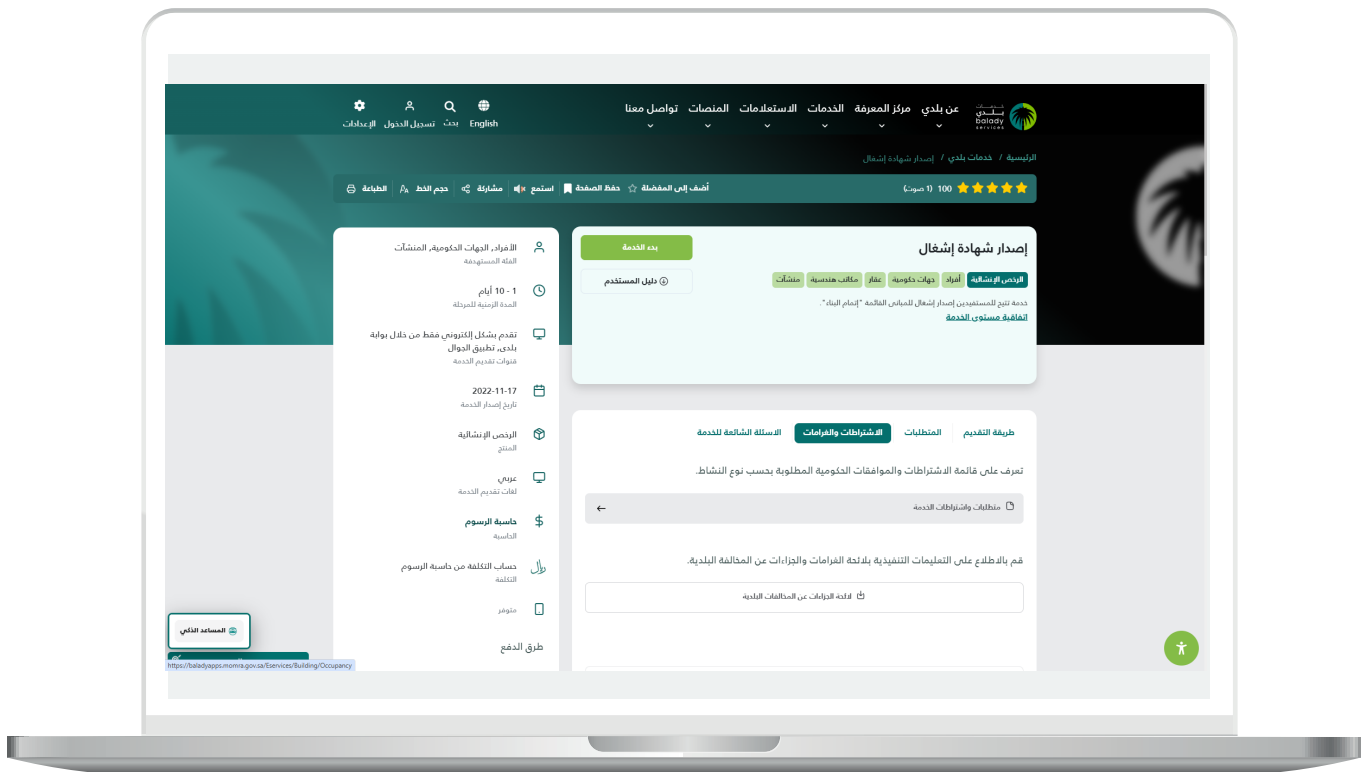 خدمات
بلدي
balady
services
عن بلدي
مركز المعرفة
الخدمات
الاستعلامات
المنصات
تواصل معنا
English
بحث
تسجيل الدخول
الإعدادات
الرئيسية / خدمات بلدي / إصدار شهادة إشغال
100 (1 صوت)
أضف إلى المفضلة
حفظ الصفحة
استمع
مشاركة
حجم الخط
الطباعة
إصدار شهادة إشغال
بدء الخدمة
دليل المستخدم
الرخص الإنشائية أفراد جهات حكومية عقار مكاتب هندسية منشآت
خدمة تتيح للمستفيدين إصدار إشغال للمباني القائمة "إتمام البناء".
اتفاقية مستوى الخدمة
طريقة التقديم
المتطلبات
الاشتراطات والغرامات
الاسئلة الشائعة للخدمة
تعرف على قائمة الاشتراطات والموافقات الحكومية المطلوبة بحسب نوع النشاط.
متطلبات واشتراطات الخدمة
قم بالاطلاع على التعليمات التنفيذية بلائحة الغرامات والجزاءات عن المخالفة البلدية.
لائحة الجزاءات عن المخالفات البلدية
الأفراد, الجهات الحكومية, المنشآت
الفئة المستهدفة
1 - 10 أيام
المدة الزمنية للمرحلة
تقدم بشكل إلكتروني فقط من خلال بوابة
بلدي, تطبيق الجوال
قنوات تقديم الخدمة
2022-11-17
تاريخ إصدار الخدمة
الرخص الإنشائية
المنتج
عربي
لغات تقديم الخدمة
حاسبة الرسوم
الحاسبة
ريال
حساب التكلفة من حاسبة الرسوم
التكلفة
متوفر
طرق الدفع
المساعد الذكي
https://baladyapps.momra.gov.sa/Eservices/Building/Occupancy